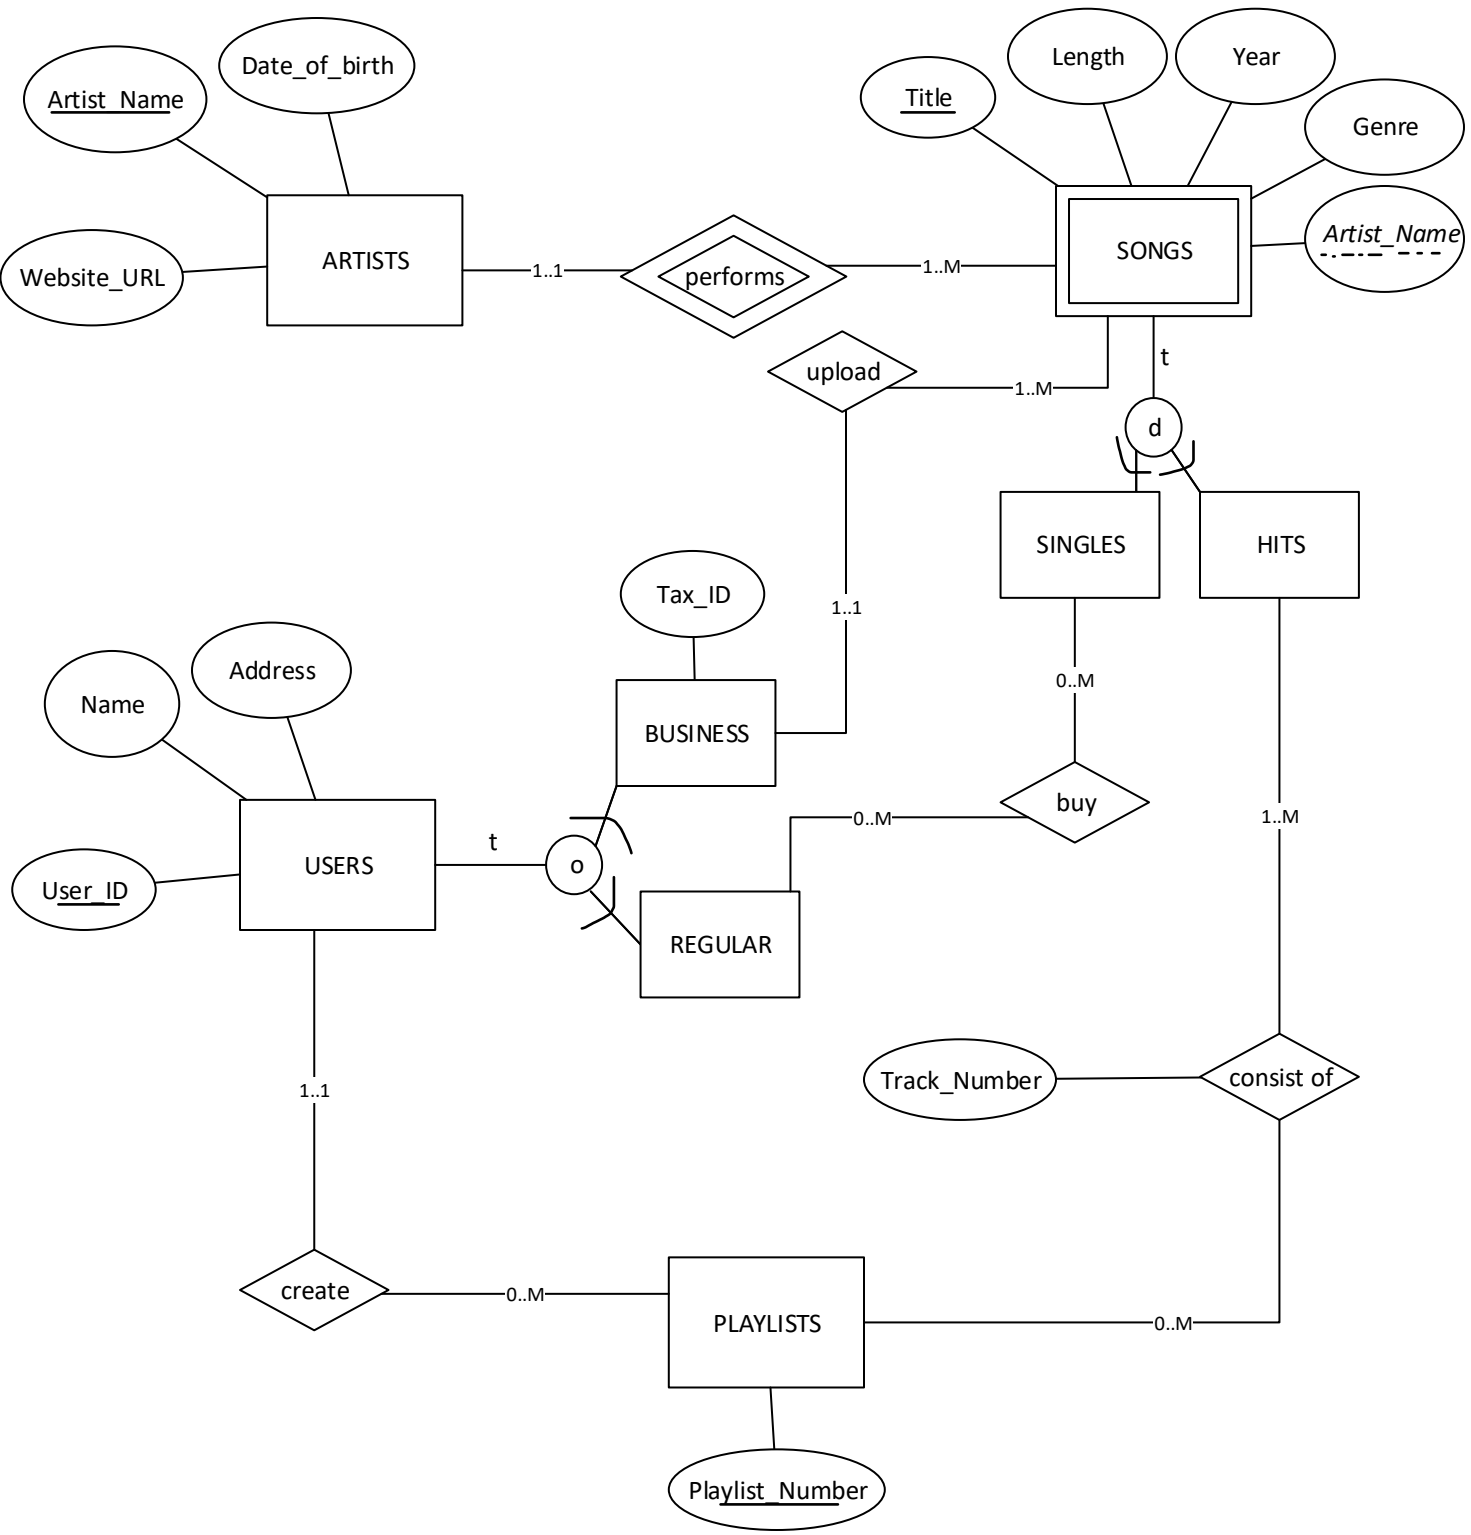 Length
Year
Date_of_birth
Title
Artist_Name
Genre
Artist_Name
SONGS
ARTISTS
1..1
performs
1..M
Website_URL
t
upload
1..M
d
SINGLES
HITS
Tax_ID
1..1
Address
0..M
Name
BUSINESS
buy
t
0..M
1..M
o
USERS
User_ID
REGULAR
Track_Number
consist of
1..1
create
0..M
PLAYLISTS
0..M
Playlist_Number